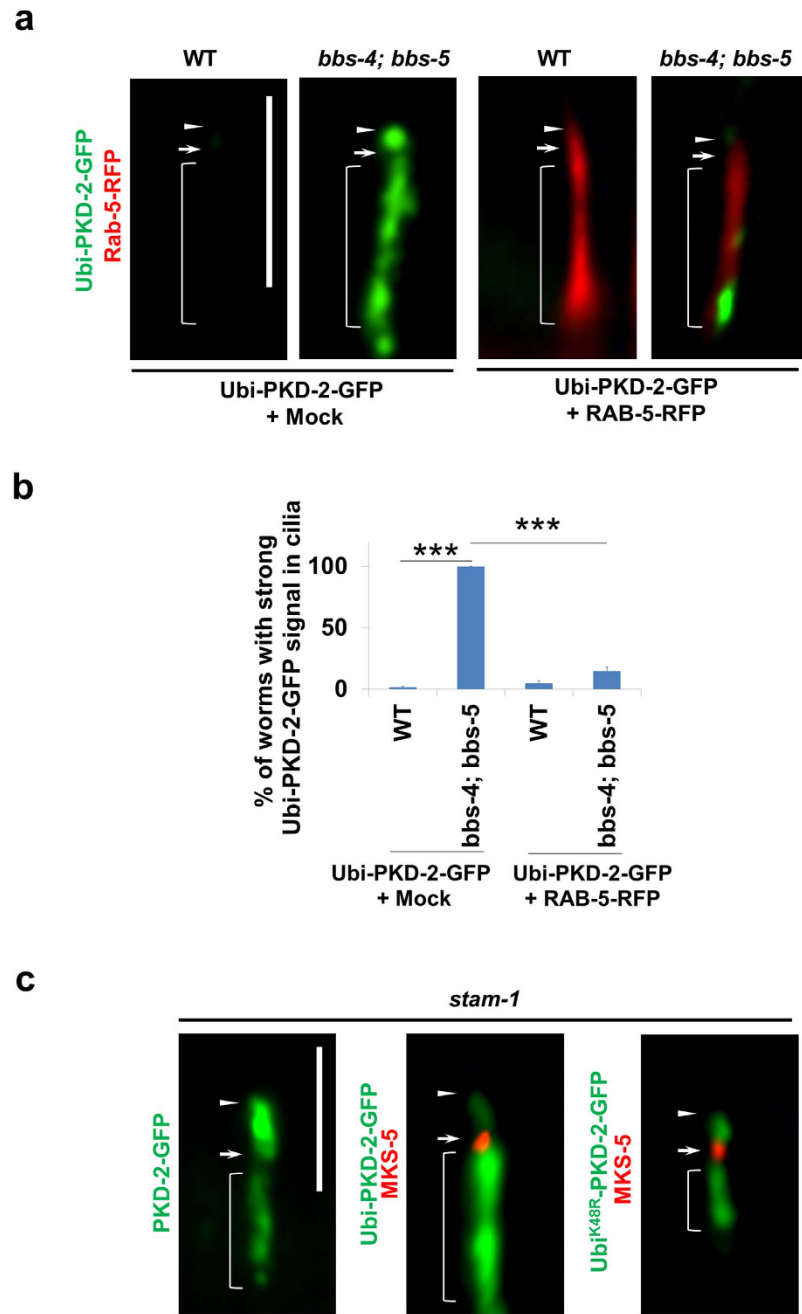 a
WT
bbs-4; bbs-5
WT
bbs-4; bbs-5
Ubi-PKD-2-GFP
Rab-5-RFP
Ubi-PKD-2-GFP
+ Mock
Ubi-PKD-2-GFP
+ RAB-5-RFP
b
% of worms with strong
Ubi-PKD-2-GFP signal in cilia
100
50
0
***
***
WT
bbs-4; bbs-5
WT
bbs-4; bbs-5
Ubi-PKD-2-GFP
+ Mock
Ubi-PKD-2-GFP
+ RAB-5-RFP
c
stam-1
PKD-2-GFP
Ubi-PKD-2-GFP
MKS-5
Ubi^K48R-PKD-2-GFP
MKS-5